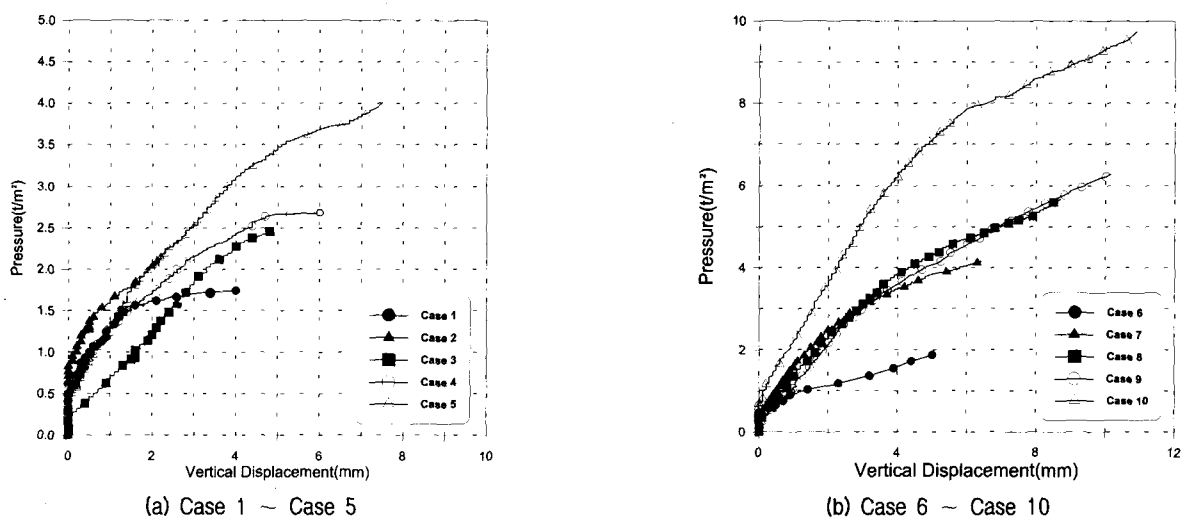 5.0
4.5
4.0
3.5
3.0
2.5
2.0
1.5
1.0
0.5
0.0
Pressure(t/m²)
0 2 4 6 8 10
Vertical Displacement(mm)
Case 1
Case 2
Case 3
Case 4
Case 5
(a) Case 1 ~ Case 5
10
8
6
4
2
0
Pressure(t/m²)
0 2 4 6 8 10 12
Vertical Displacement(mm)
Case 6
Case 7
Case 8
Case 9
Case 10
(b) Case 6 ~ Case 10